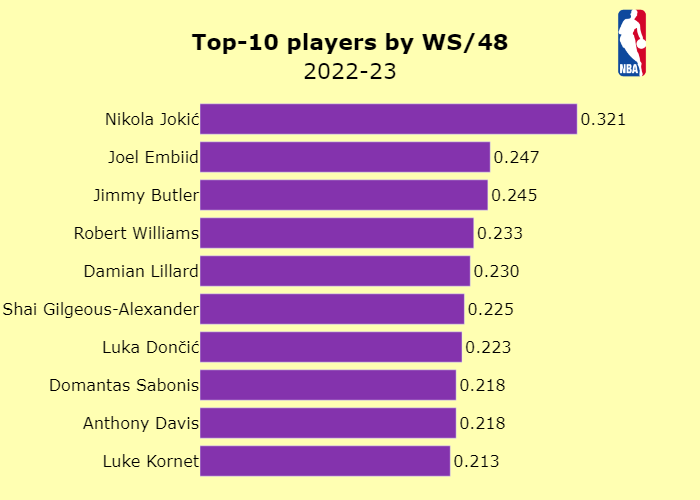 Top-10 players by WS/48
2022-23
NBA
Nikola Jokić 0.321
Joel Embiid 0.247
Jimmy Butler 0.245
Robert Williams 0.233
Damian Lillard 0.230
Shai Gilgeous-Alexander 0.225
Luka Dončić 0.223
Domantas Sabonis 0.218
Anthony Davis 0.218
Luke Kornet 0.213